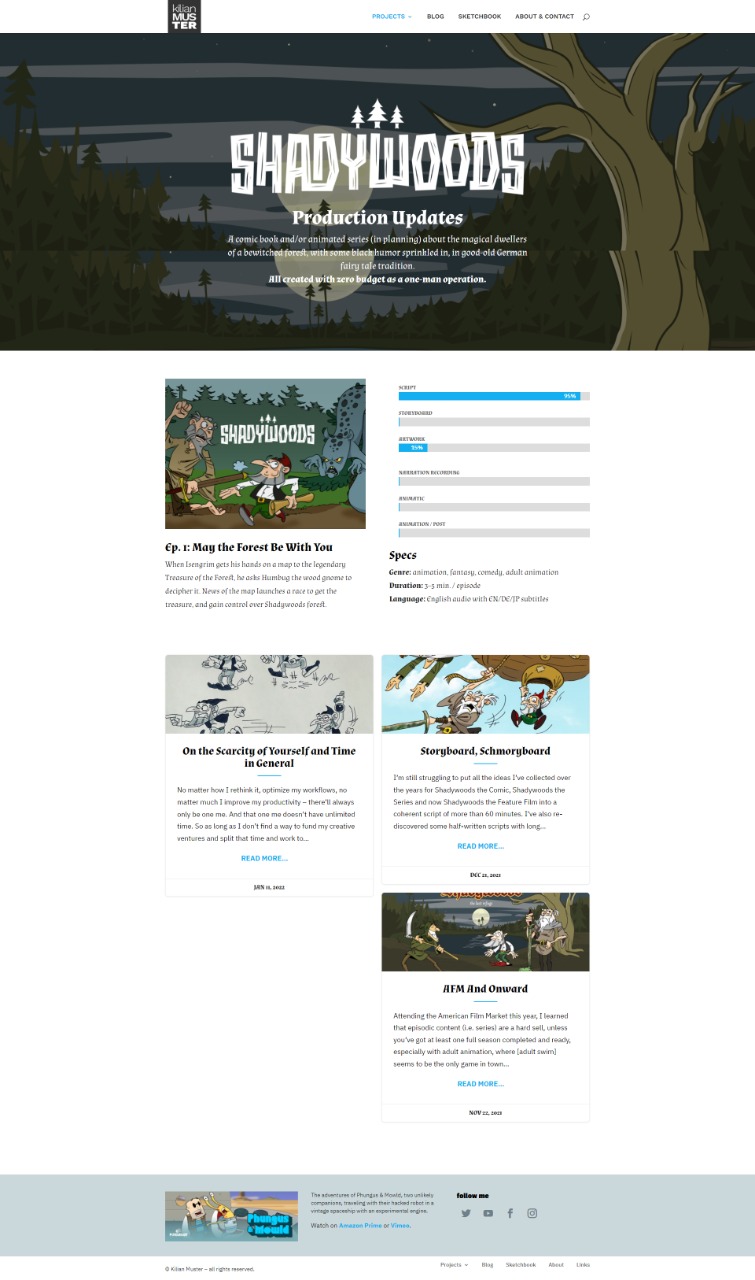 kilian
MUS
TER
PROJECTS
BLOG
SKETCHBOOK
ABOUT & CONTACT
SHADYWOODS
Production Updates
A comic book and/or animated series (in planning) about the magical dwellers
of a bewitched forest, with some black humor sprinkled in, in good-old German
fairy tale tradition.
All created with zero budget as a one-man operation.
SHADYWOODS
Ep. 1: May the Forest Be With You
When Isengrim gets his hands on a map to the legendary
Treasure of the Forest, he asks Humbug the wood gnome to
decipher it. News of the map launches a race to get the
treasure, and gain control over Shadywoods forest.
SCRIPT
95%
STORYBOARD
ARTWORK
15%
NARRATION RECORDING
ANIMATIC
ANIMATION / POST
Specs
Genre: animation, fantasy, comedy, adult animation
Duration: 3-5 min. / episode
Language: English audio with EN/DE/JP subtitles
On the Scarcity of Yourself and Time
in General
No matter how I rethink it, optimize my workflows, no
matter much I improve my productivity – there'll always
only be one me. And that one me doesn't have unlimited
time. So as long as I don't find a way to fund my creative
ventures and split that time and work to...
READ MORE...
JAN 11, 2022
Storyboard, Schmoryboard
I'm still struggling to put all the ideas I've collected over
the years for Shadywoods the Comic, Shadywoods the
Series and now Shadywoods the Feature Film into a
coherent script of more than 60 minutes. I've also re-
discovered some half-written scripts with long...
READ MORE...
DEC 21, 2021
AFM And Onward
Attending the American Film Market this year, I learned
that episodic content (i.e. series) are a hard sell, unless
you've got at least one full season completed and ready,
especially with adult animation, where [adult swim]
seems to be the only game in town...
READ MORE...
NOV 22, 2021
Phungus
& Mowld
The adventures of Phungus & Mowld, two unlikely
companions, traveling with their hacked robot in a
vintage spaceship with an experimental engine.
Watch on Amazon Prime or Vimeo.
follow me
© Kilian Muster – all rights reserved.
Projects
Blog
Sketchbook
About
Links